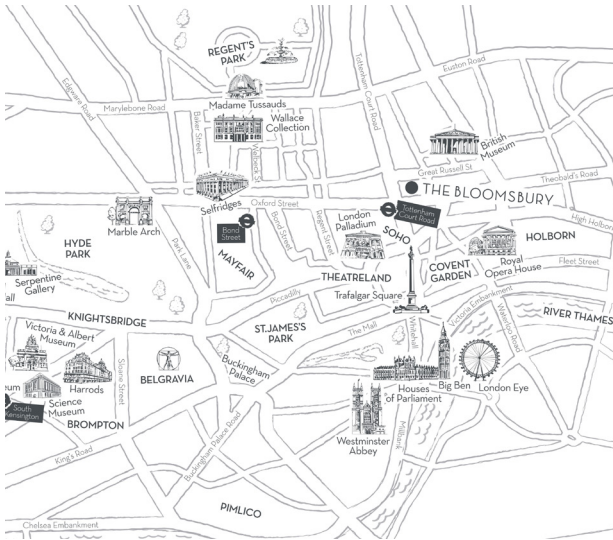 REGENT'S
PARK
Tottenham Court Road
Euston Road
Edgware Road
Marylebone Road
Madame Tussauds
Baker Street
Wallace
Collection
Welbeck St
British
Museum
Great Russell St
Theobald's Road
THE BLOOMSBURY
Selfridges
Oxford Street
Tottenham
Court Road
High Holborn
Marble Arch
Bond
Street
Bond Street
Regent Street
London
Palladium
SOHO
HYDE
PARK
Park Lane
MAYFAIR
HOLBORN
Royal
Opera House
Fleet Street
COVENT
GARDEN
Serpentine
Gallery
all
THEATRELAND
Trafalgar Square
Piccadilly
Victoria Embankment
Waterloo Road
RIVER THAMES
KNIGHTSBRIDGE
ST.JAMES'S
PARK
The Mall
Whitehall
Victoria & Albert
Museum
Sloane Street
BELGRAVIA
Buckingham
Palace
Harrods
eum
Science
Museum
South
Kensington
Houses
of Parliament
Big Ben
London Eye
BROMPTON
Westminster
Abbey
Millbank
King's Road
Buckingham Palace Road
PIMLICO
Chelsea Embankment